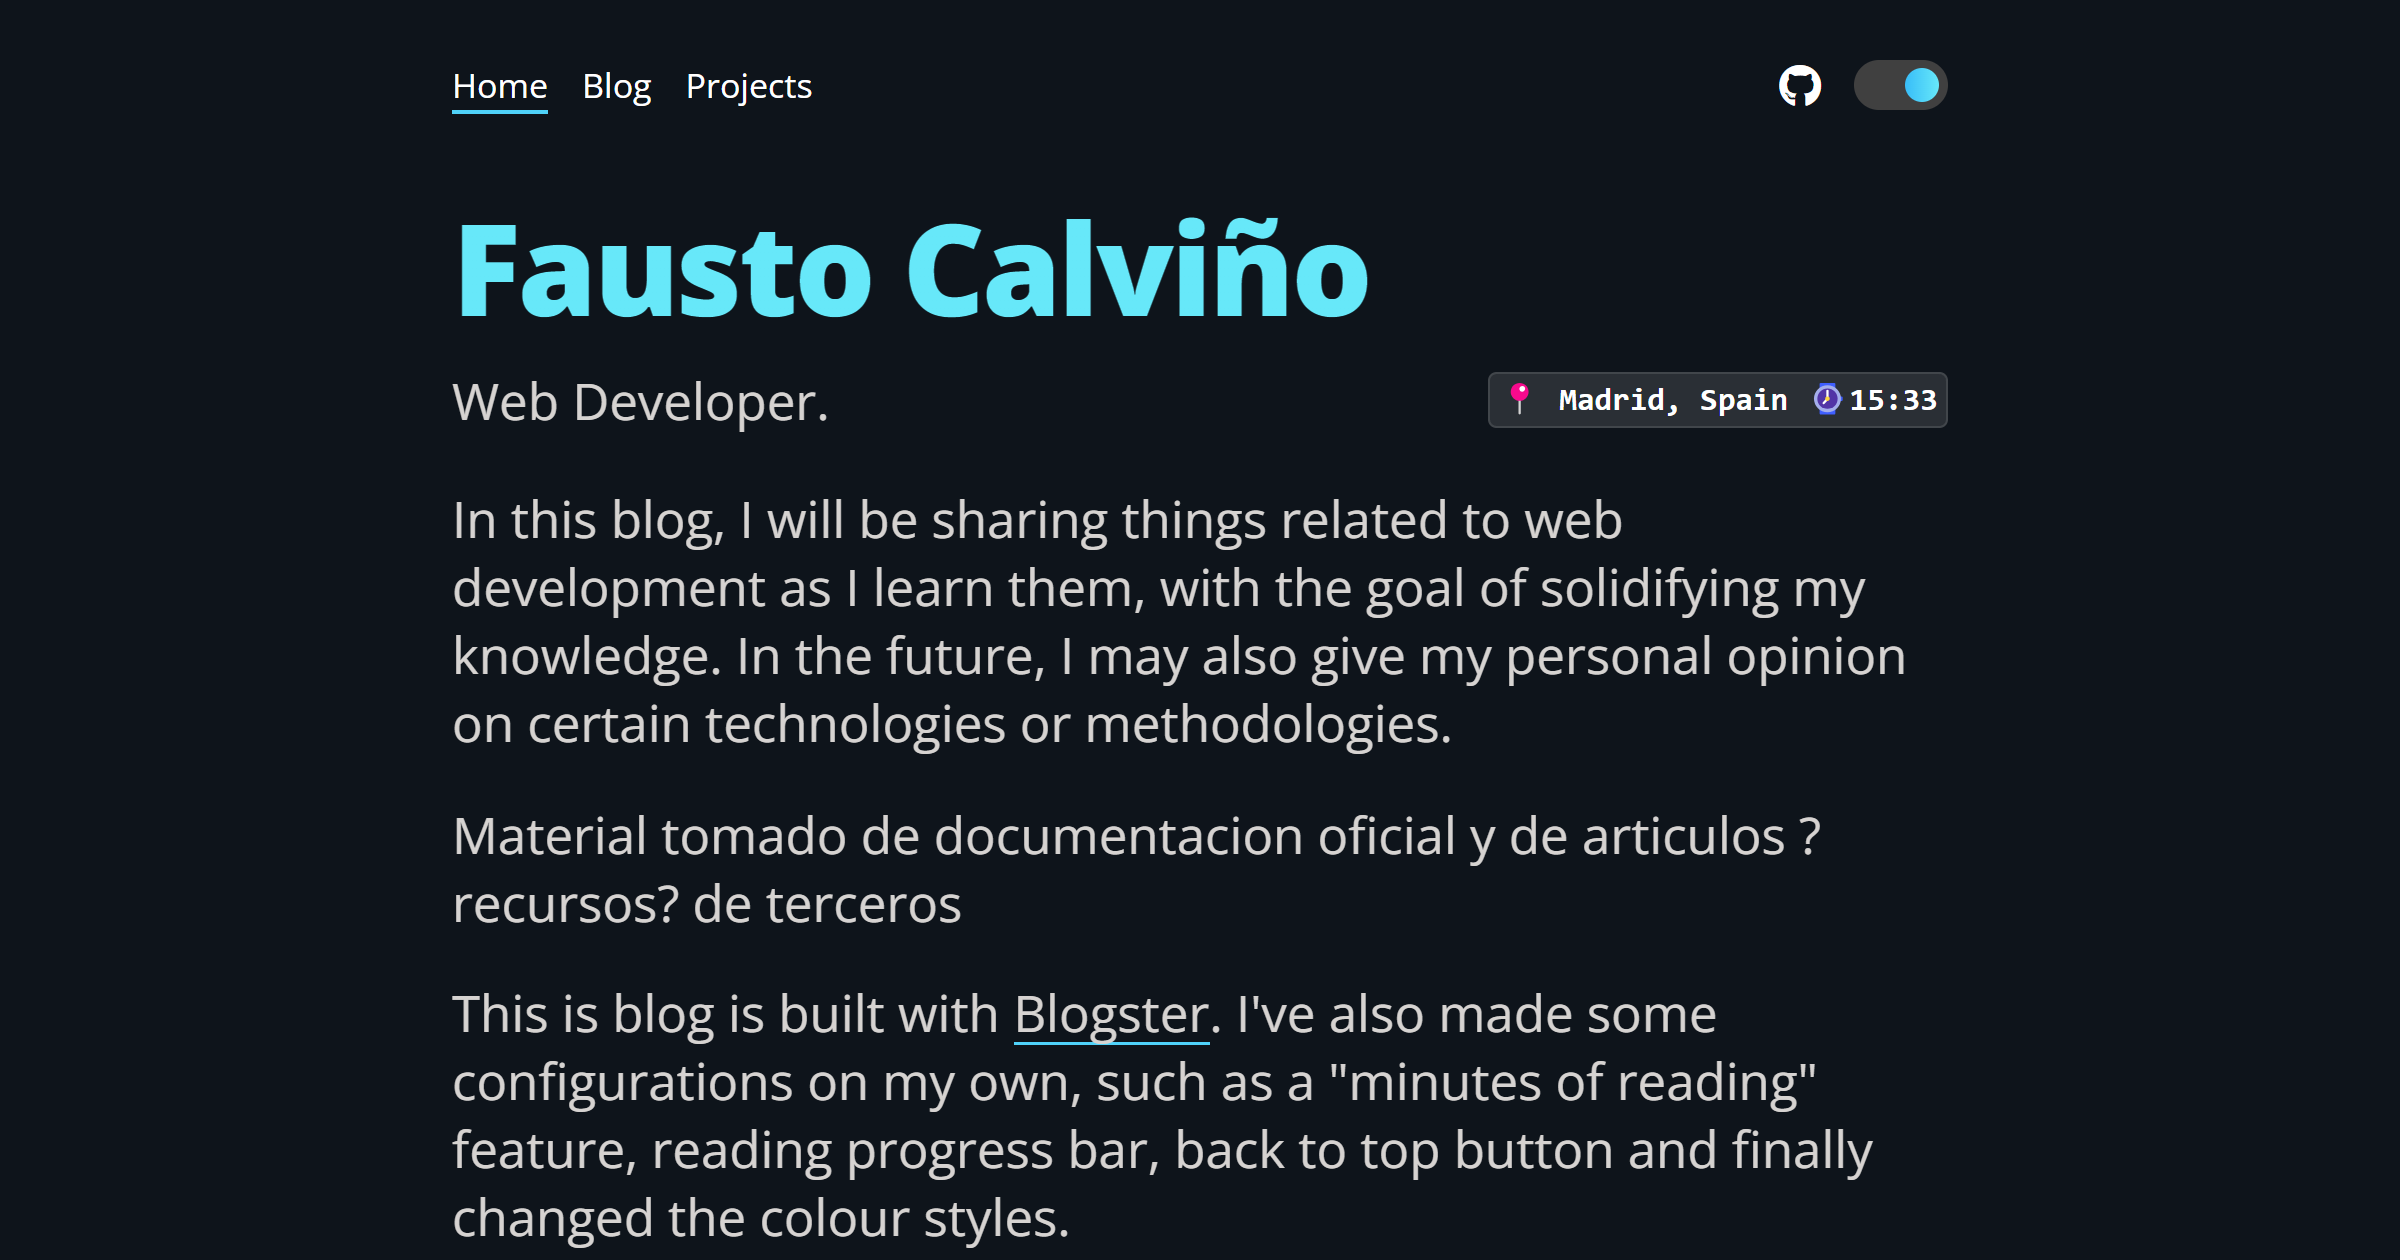 Home Blog Projects
Fausto Calviño
Web Developer.
Madrid, Spain 15:33
In this blog, I will be sharing things related to web
development as I learn them, with the goal of solidifying my
knowledge. In the future, I may also give my personal opinion
on certain technologies or methodologies.
Material tomado de documentacion oficial y de articulos ?
recursos? de terceros
This is blog is built with Blogster. I've also made some
configurations on my own, such as a "minutes of reading"
feature, reading progress bar, back to top button and finally
changed the colour styles.